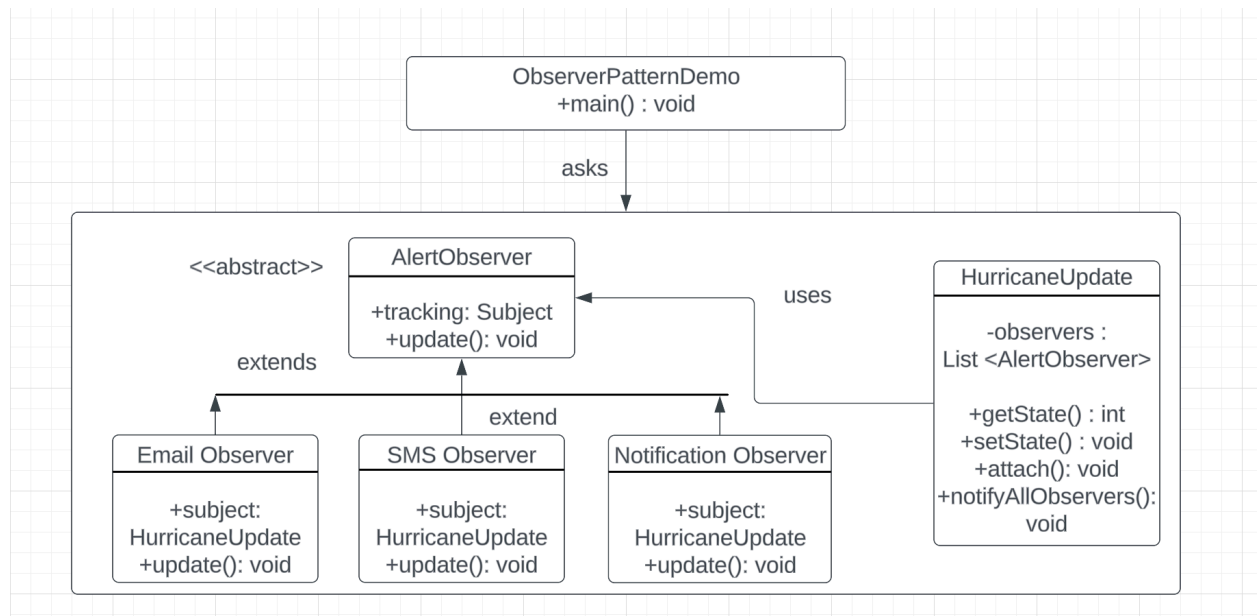 ObserverPatternDemo
+main() : void
asks
<<abstract>>
AlertObserver
+tracking: Subject
+update(): void
uses
HurricaneUpdate
-observers :
List <AlertObserver>
+getState() : int
+setState() : void
+attach(): void
+notifyAllObservers():
void
extends
extend
Email Observer
+subject:
HurricaneUpdate
+update(): void
SMS Observer
+subject:
HurricaneUpdate
+update(): void
Notification Observer
+subject:
HurricaneUpdate
+update(): void